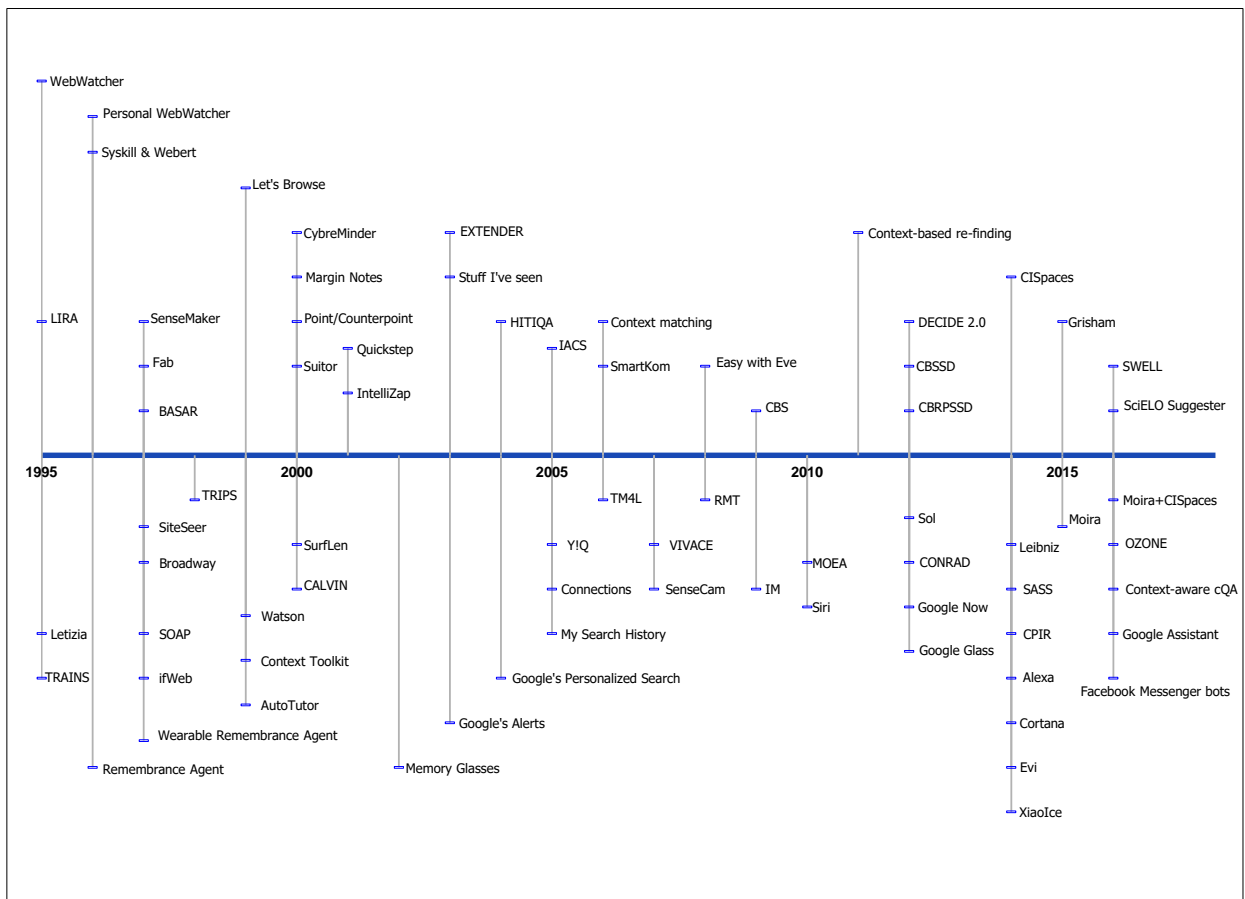 WebWatcher
Personal WebWatcher
Syskill & Webert
Let's Browse
CybreMinder
EXTENDER
Context-based re-finding
Margin Notes
Stuff I've seen
CISpaces
LIRA
SenseMaker
Point/Counterpoint
HITIQA
Context matching
DECIDE 2.0
Grisham
Quickstep
IACS
Fab
Suitor
SmartKom
Easy with Eve
CBSSD
SWELL
IntelliZap
BASAR
CBS
CBRPSSD
SciELO Suggester
1995
2000
2005
2010
2015
TRIPS
TM4L
RMT
Moira+CISpaces
SiteSeer
Sol
Moira
SurfLen
Y!Q
VIVACE
Leibniz
OZONE
Broadway
MOEA
CONRAD
CALVIN
Connections
SenseCam
IM
SASS
Context-aware cQA
Siri
Google Now
Watson
Letizia
SOAP
My Search History
CPIR
Google Assistant
Context Toolkit
Google Glass
TRAINS
ifWeb
Google's Personalized Search
Alexa
Facebook Messenger bots
AutoTutor
Google's Alerts
Cortana
Wearable Remembrance Agent
Remembrance Agent
Memory Glasses
Evi
XiaoIce